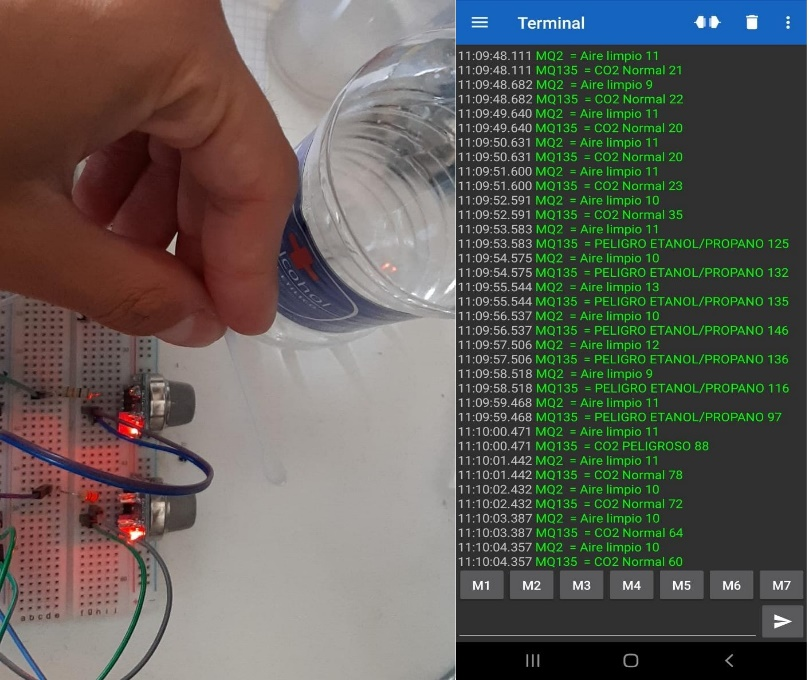 lcohol
a b c d e
f g h i j
Terminal
11:09:48.111 MQ2 = Aire limpio 11
11:09:48.111 MQ135 = CO2 Normal 21
11:09:48.682 MQ2 = Aire limpio 9
11:09:48.682 MQ135 = CO2 Normal 22
11:09:49.640 MQ2 = Aire limpio 11
11:09:49.640 MQ135 = CO2 Normal 20
11:09:50.631 MQ2 = Aire limpio 11
11:09:50.631 MQ135 = CO2 Normal 20
11:09:51.600 MQ2 = Aire limpio 11
11:09:51.600 MQ135 = CO2 Normal 23
11:09:52.591 MQ2 = Aire limpio 10
11:09:52.591 MQ135 = CO2 Normal 35
11:09:53.583 MQ2 = Aire limpio 11
11:09:53.583 MQ135 = PELIGRO ETANOL/PROPANO 125
11:09:54.575 MQ2 = Aire limpio 10
11:09:54.575 MQ135 = PELIGRO ETANOL/PROPANO 132
11:09:55.544 MQ2 = Aire limpio 13
11:09:55.544 MQ135 = PELIGRO ETANOL/PROPANO 135
11:09:56.537 MQ2 = Aire limpio 10
11:09:56.537 MQ135 = PELIGRO ETANOL/PROPANO 146
11:09:57.506 MQ2 = Aire limpio 12
11:09:57.506 MQ135 = PELIGRO ETANOL/PROPANO 136
11:09:58.518 MQ2 = Aire limpio 9
11:09:58.518 MQ135 = PELIGRO ETANOL/PROPANO 116
11:09:59.468 MQ2 = Aire limpio 11
11:09:59.468 MQ135 = PELIGRO ETANOL/PROPANO 97
11:10:00.471 MQ2 = Aire limpio 11
11:10:00.471 MQ135 = CO2 PELIGROSO 88
11:10:01.442 MQ2 = Aire limpio 11
11:10:01.442 MQ135 = CO2 Normal 78
11:10:02.432 MQ2 = Aire limpio 10
11:10:02.432 MQ135 = CO2 Normal 72
11:10:03.387 MQ2 = Aire limpio 10
11:10:03.387 MQ135 = CO2 Normal 64
11:10:04.357 MQ2 = Aire limpio 10
11:10:04.357 MQ135 = CO2 Normal 60
M1 M2 M3 M4 M5 M6 M7